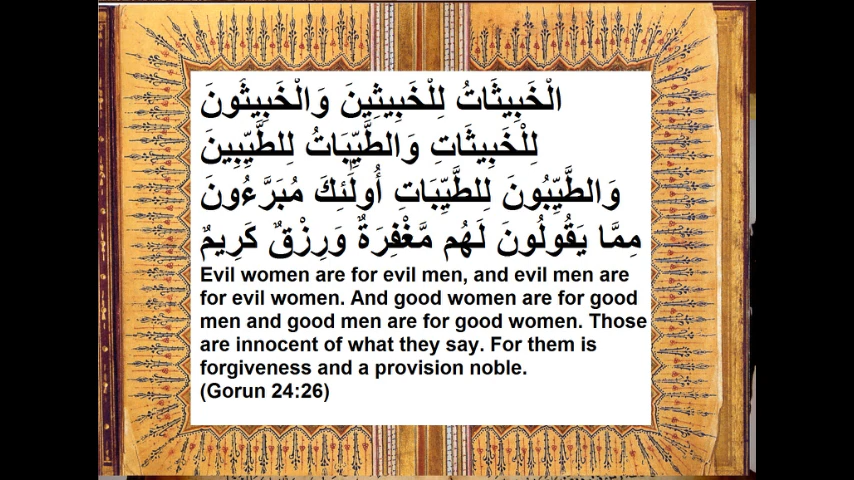 الْخَبِيثَاتُ لِلْخَبِيثِينَ وَالْخَبِيثُونَ
لِلْخَبِيثَاتِ وَالطَّيِّبَاتُ لِلطَّيِّبِينَ
وَالطَّيِّبُونَ لِلطَّيِّبَاتِ أُولَٰئِكَ مُبَرَّءُونَ
مِمَّا يَقُولُونَ لَهُم مَّغْفِرَةٌ وَرِزْقٌ كَرِيمٌ
Evil women are for evil men, and evil men are
for evil women. And good women are for good
men and good men are for good women. Those
are innocent of what they say. For them is
forgiveness and a provision noble.
(Gorun 24:26)